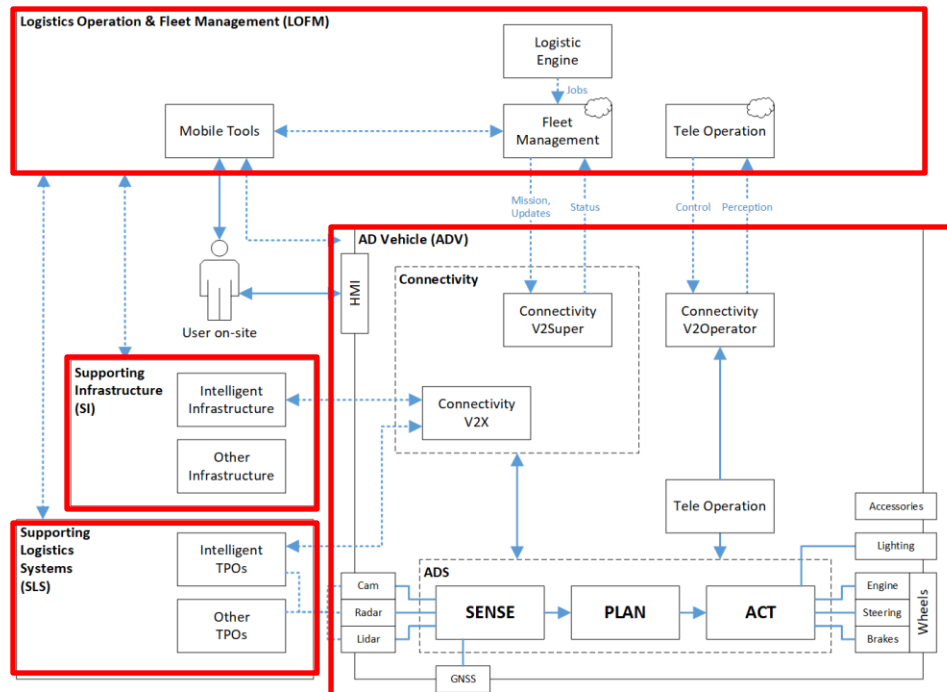 Logistics Operation & Fleet Management (LOFM)
Logistic
Engine
Jobs
Mobile Tools
Fleet
Management
Tele Operation
Mission,
Updates
Status
Control
Perception
AD Vehicle (ADV)
HMI
Connectivity
User on-site
Connectivity
V2Super
Connectivity
V2Operator
Supporting
Infrastructure
(SI)
Intelligent
Infrastructure
Other
Infrastructure
Connectivity
V2X
Tele Operation
Accessories
Supporting
Logistics
Systems
(SLS)
Intelligent
TPOs
Other
TPOs
Lighting
ADS
Cam
Radar
Lidar
SENSE
PLAN
ACT
Engine
Steering
Brakes
Wheels
GNSS